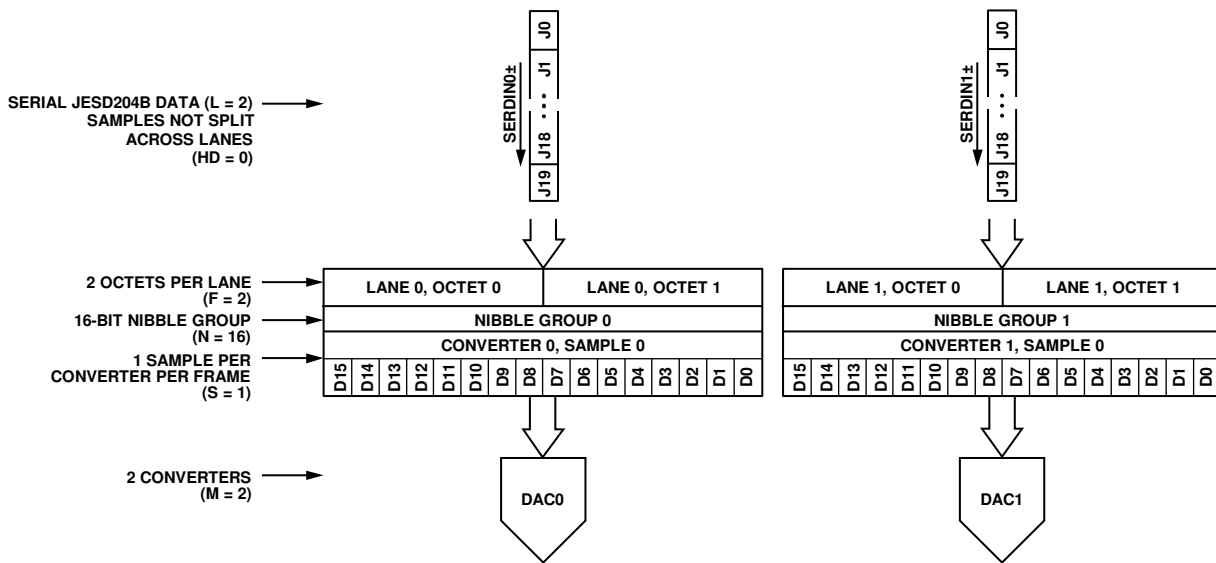 SERIAL JESD204B DATA (L = 2)
SAMPLES NOT SPLIT
ACROSS LANES
(HD = 0)
SERDIN0±
J0
J1
• • •
J18
J19
SERDIN1±
J0
J1
• • •
J18
J19
2 OCTETS PER LANE
(F = 2)
LANE 0, OCTET 0
LANE 0, OCTET 1
LANE 1, OCTET 0
LANE 1, OCTET 1
16-BIT NIBBLE GROUP
(N = 16)
NIBBLE GROUP 0
NIBBLE GROUP 1
CONVERTER 0, SAMPLE 0
CONVERTER 1, SAMPLE 0
1 SAMPLE PER
CONVERTER PER FRAME
(S = 1)
D15 D14 D13 D12 D11 D10 D9 D8 D7 D6 D5 D4 D3 D2 D1 D0
D15 D14 D13 D12 D11 D10 D9 D8 D7 D6 D5 D4 D3 D2 D1 D0
2 CONVERTERS
(M = 2)
DAC0
DAC1